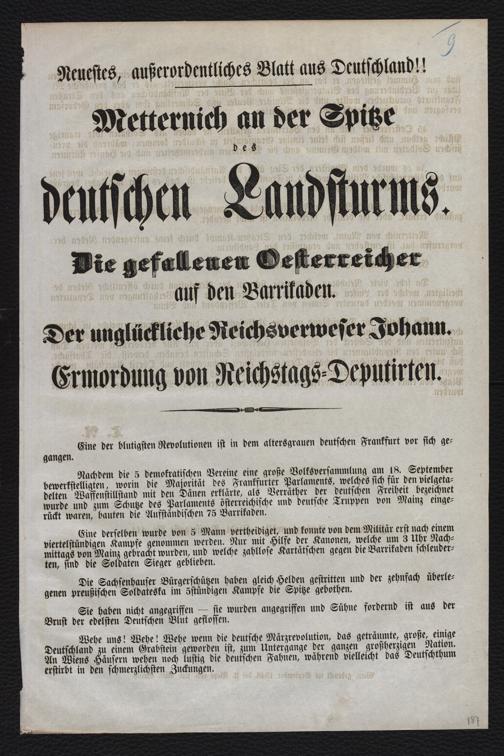 9
Neuestes, außerordentliches Blatt aus Deutschland!!
Metternich an der Spitze
des
deutschen Landsturms.
Die gefallenen Oesterreicher
auf den Barrikaden.
Der unglückliche Reichsverweser Johann.
Ermordung von Reichstags-Deputirten.
Eine der blutigsten Revolutionen ist in dem altersgrauen deutschen Frankfurt vor sich ge-
gangen.
Nachdem die 5 demokratischen Vereine eine große Volksversammlung am 18. September
bewerkstelligten, worin die Majorität des Frankfurter Parlaments, welches sich für den vielgeta-
delten Waffenstillstand mit den Dänen erklärte, als Verräther der deutschen Freiheit bezeichnet
wurde und zum Schutze des Parlaments österreichische und deutsche Truppen von Mainz einge-
rückt waren, bauten die Aufständischen 75 Barrikaden.
Eine derselben wurde von 5 Mann vertheidiget, und konnte von dem Militär erst nach einem
viertelstündigen Kampfe genommen werden. Nur mit Hilfe der Kanonen, welche um 3 Uhr Nach-
mittags von Mainz gebracht wurden, und welche zahllose Kartätschen gegen die Barrikaden schleuder-
ten, sind die Soldaten Sieger geblieben.
Die Sachsenhauser Bürgerschützen haben gleich Helden gestritten und der zehnfach überle-
genen preußischen Soldateska im 5stündigen Kampfe die Spitze gebothen.
Sie haben nicht angegriffen — sie wurden angegriffen und Sühne fordernd ist aus der
Brust der edelsten Deutschen Blut geflossen.
Wehe uns! Wehe! Wehe wenn die deutsche Märzrevolution, das geträumte, große, einige
Deutschland zu einem Grabstein geworden ist, zum Untergange der ganzen großherzigen Nation.
An Wiens Häusern wehen noch lustig die deutschen Fahnen, während vielleicht das Deutschthum
erstirbt in den schmerzlichsten Zuckungen.
187